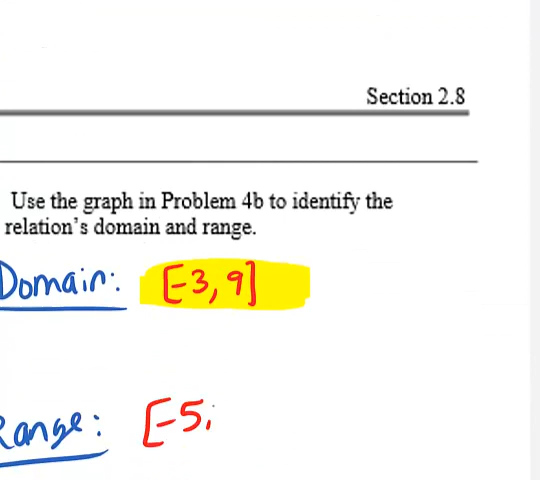 Section 2.8
Use the graph in Problem 4b to identify the
relation's domain and range.
Domain: [-3, 9]
Range: [-5,